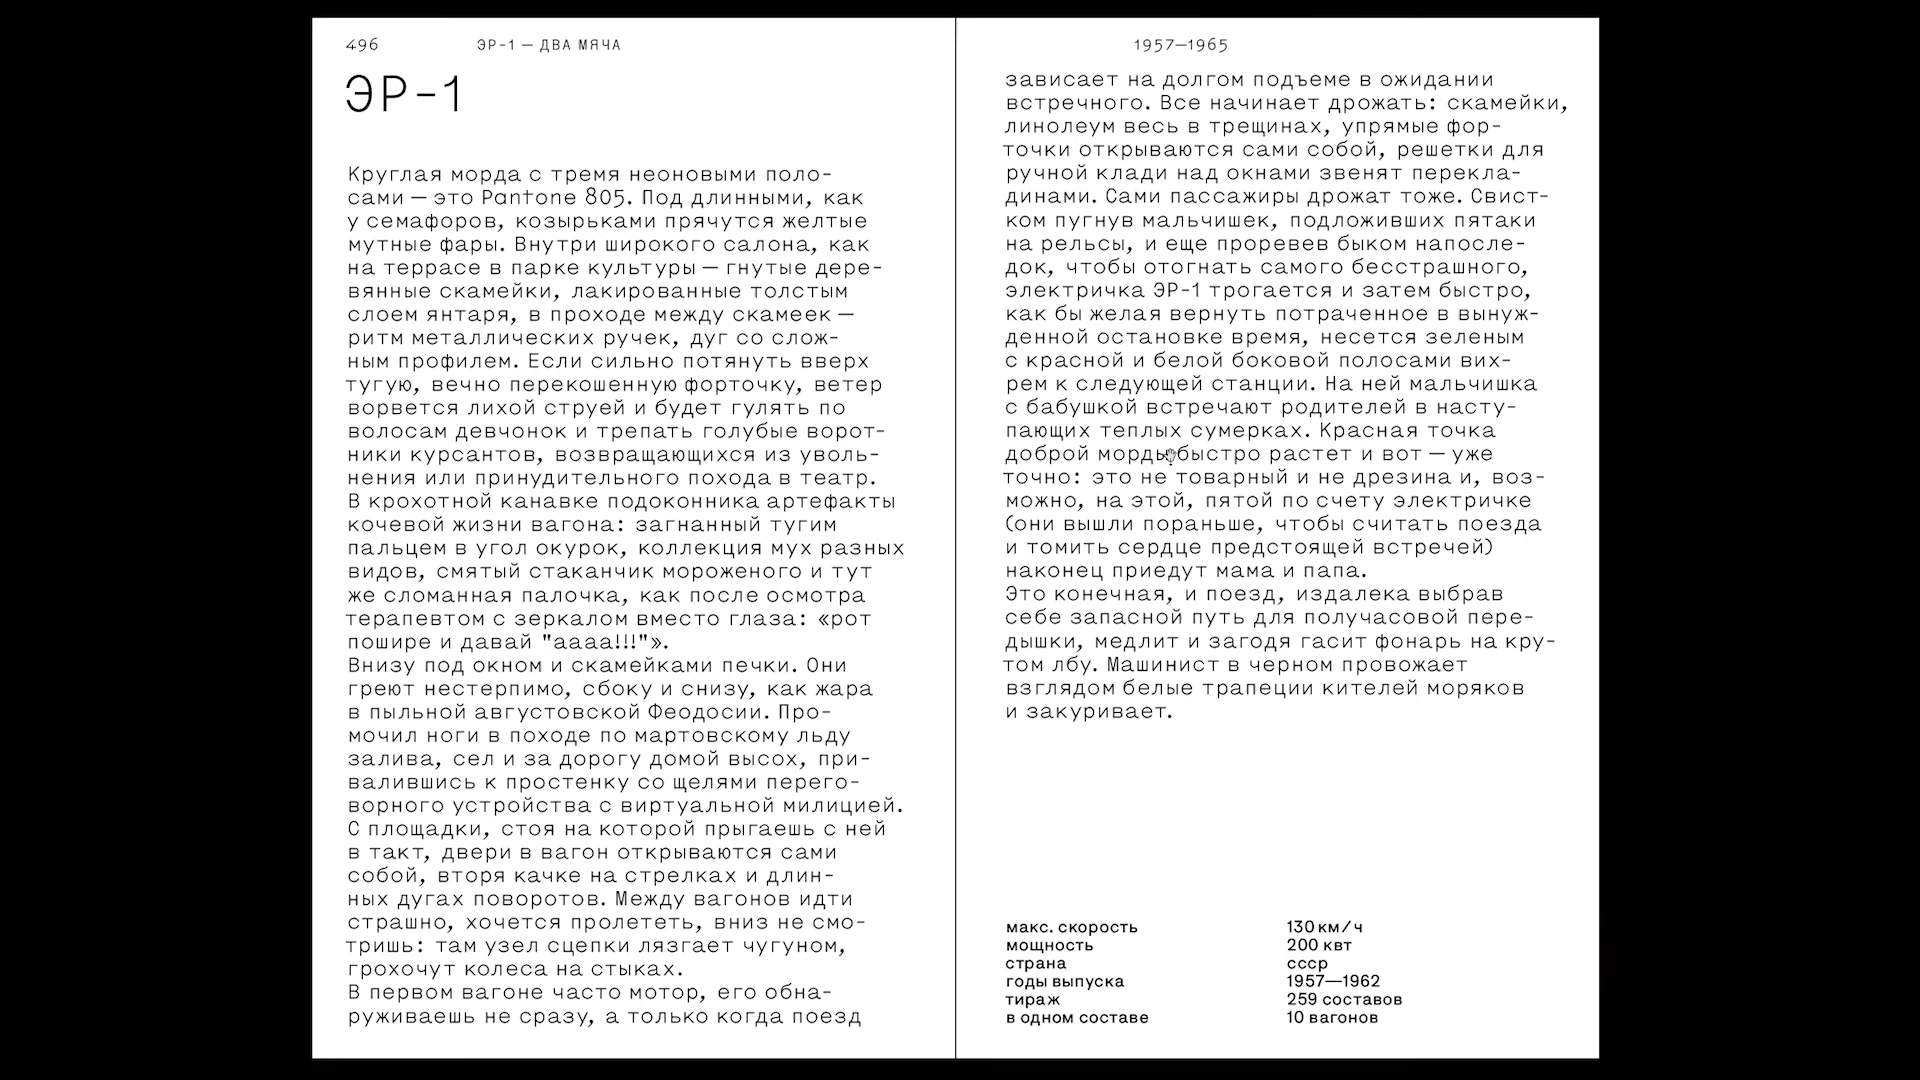 496
ЭР-1 — ДВА МЯЧА
ЭР-1
Круглая морда с тремя неоновыми поло-
сами — это Pantone 805. Под длинными, как
у семафоров, козырьками прячутся желтые
мутные фары. Внутри широкого салона, как
на террасе в парке культуры — гнутые дере-
вянные скамейки, лакированные толстым
слоем янтаря, в проходе между скамеек —
ритм металлических ручек, дуг со слож-
ным профилем. Если сильно потянуть вверх
тугую, вечно перекошенную форточку, ветер
ворвется лихой струей и будет гулять по
волосам девчонок и трепать голубые ворот-
ники курсантов, возвращающихся из уволь-
нения или принудительного похода в театр.
В крохотной канавке подоконника артефакты
кочевой жизни вагона: загнанный тугим
пальцем в угол окурок, коллекция мух разных
видов, смятый стаканчик мороженого и тут
же сломанная палочка, как после осмотра
терапевтом с зеркалом вместо глаза: «рот
пошире и давай "аааа!!!"».
Внизу под окном и скамейками печки. Они
греют нестерпимо, сбоку и снизу, как жара
в пыльной августовской Феодосии. Про-
мочил ноги в походе по мартовскому льду
залива, сел и за дорогу домой высох, при-
валившись к простенку со щелями перего-
ворного устройства с виртуальной милицией.
С площадки, стоя на которой прыгаешь с ней
в такт, двери в вагон открываются сами
собой, вторя качке на стрелках и длин-
ных дугах поворотов. Между вагонов идти
страшно, хочется пролететь, вниз не смо-
тришь: там узел сцепки лязгает чугуном,
грохочут колеса на стыках.
В первом вагоне часто мотор, его обна-
руживаешь не сразу, а только когда поезд
1957—1965
зависает на долгом подъеме в ожидании
встречного. Все начинает дрожать: скамейки,
линолеум весь в трещинах, упрямые фор-
точки открываются сами собой, решетки для
ручной клади над окнами звенят перекла-
динами. Сами пассажиры дрожат тоже. Свист-
ком пугнув мальчишек, подложивших пятаки
на рельсы, и еще проревев быком напосле-
док, чтобы отогнать самого бесстрашного,
электричка ЭР-1 трогается и затем быстро,
как бы желая вернуть потраченное в вынуж-
денной остановке время, несется зеленым
с красной и белой боковой полосами вих-
рем к следующей станции. На ней мальчишка
с бабушкой встречают родителей в насту-
пающих теплых сумерках. Красная точка
доброй морды быстро растет и вот — уже
точно: это не товарный и не дрезина и, воз-
можно, на этой, пятой по счету электричке
(они вышли пораньше, чтобы считать поезда
и томить сердце предстоящей встречей)
наконец приедут мама и папа.
Это конечная, и поезд, издалека выбрав
себе запасной путь для получасовой пере-
дышки, медлит и загодя гасит фонарь на кру-
том лбу. Машинист в черном провожает
взглядом белые трапеции кителей моряков
и закуривает.
макс. скорость 130 км/ч
мощность 200 квт
страна ссср
годы выпуска 1957—1962
тираж 259 составов
в одном составе 10 вагонов